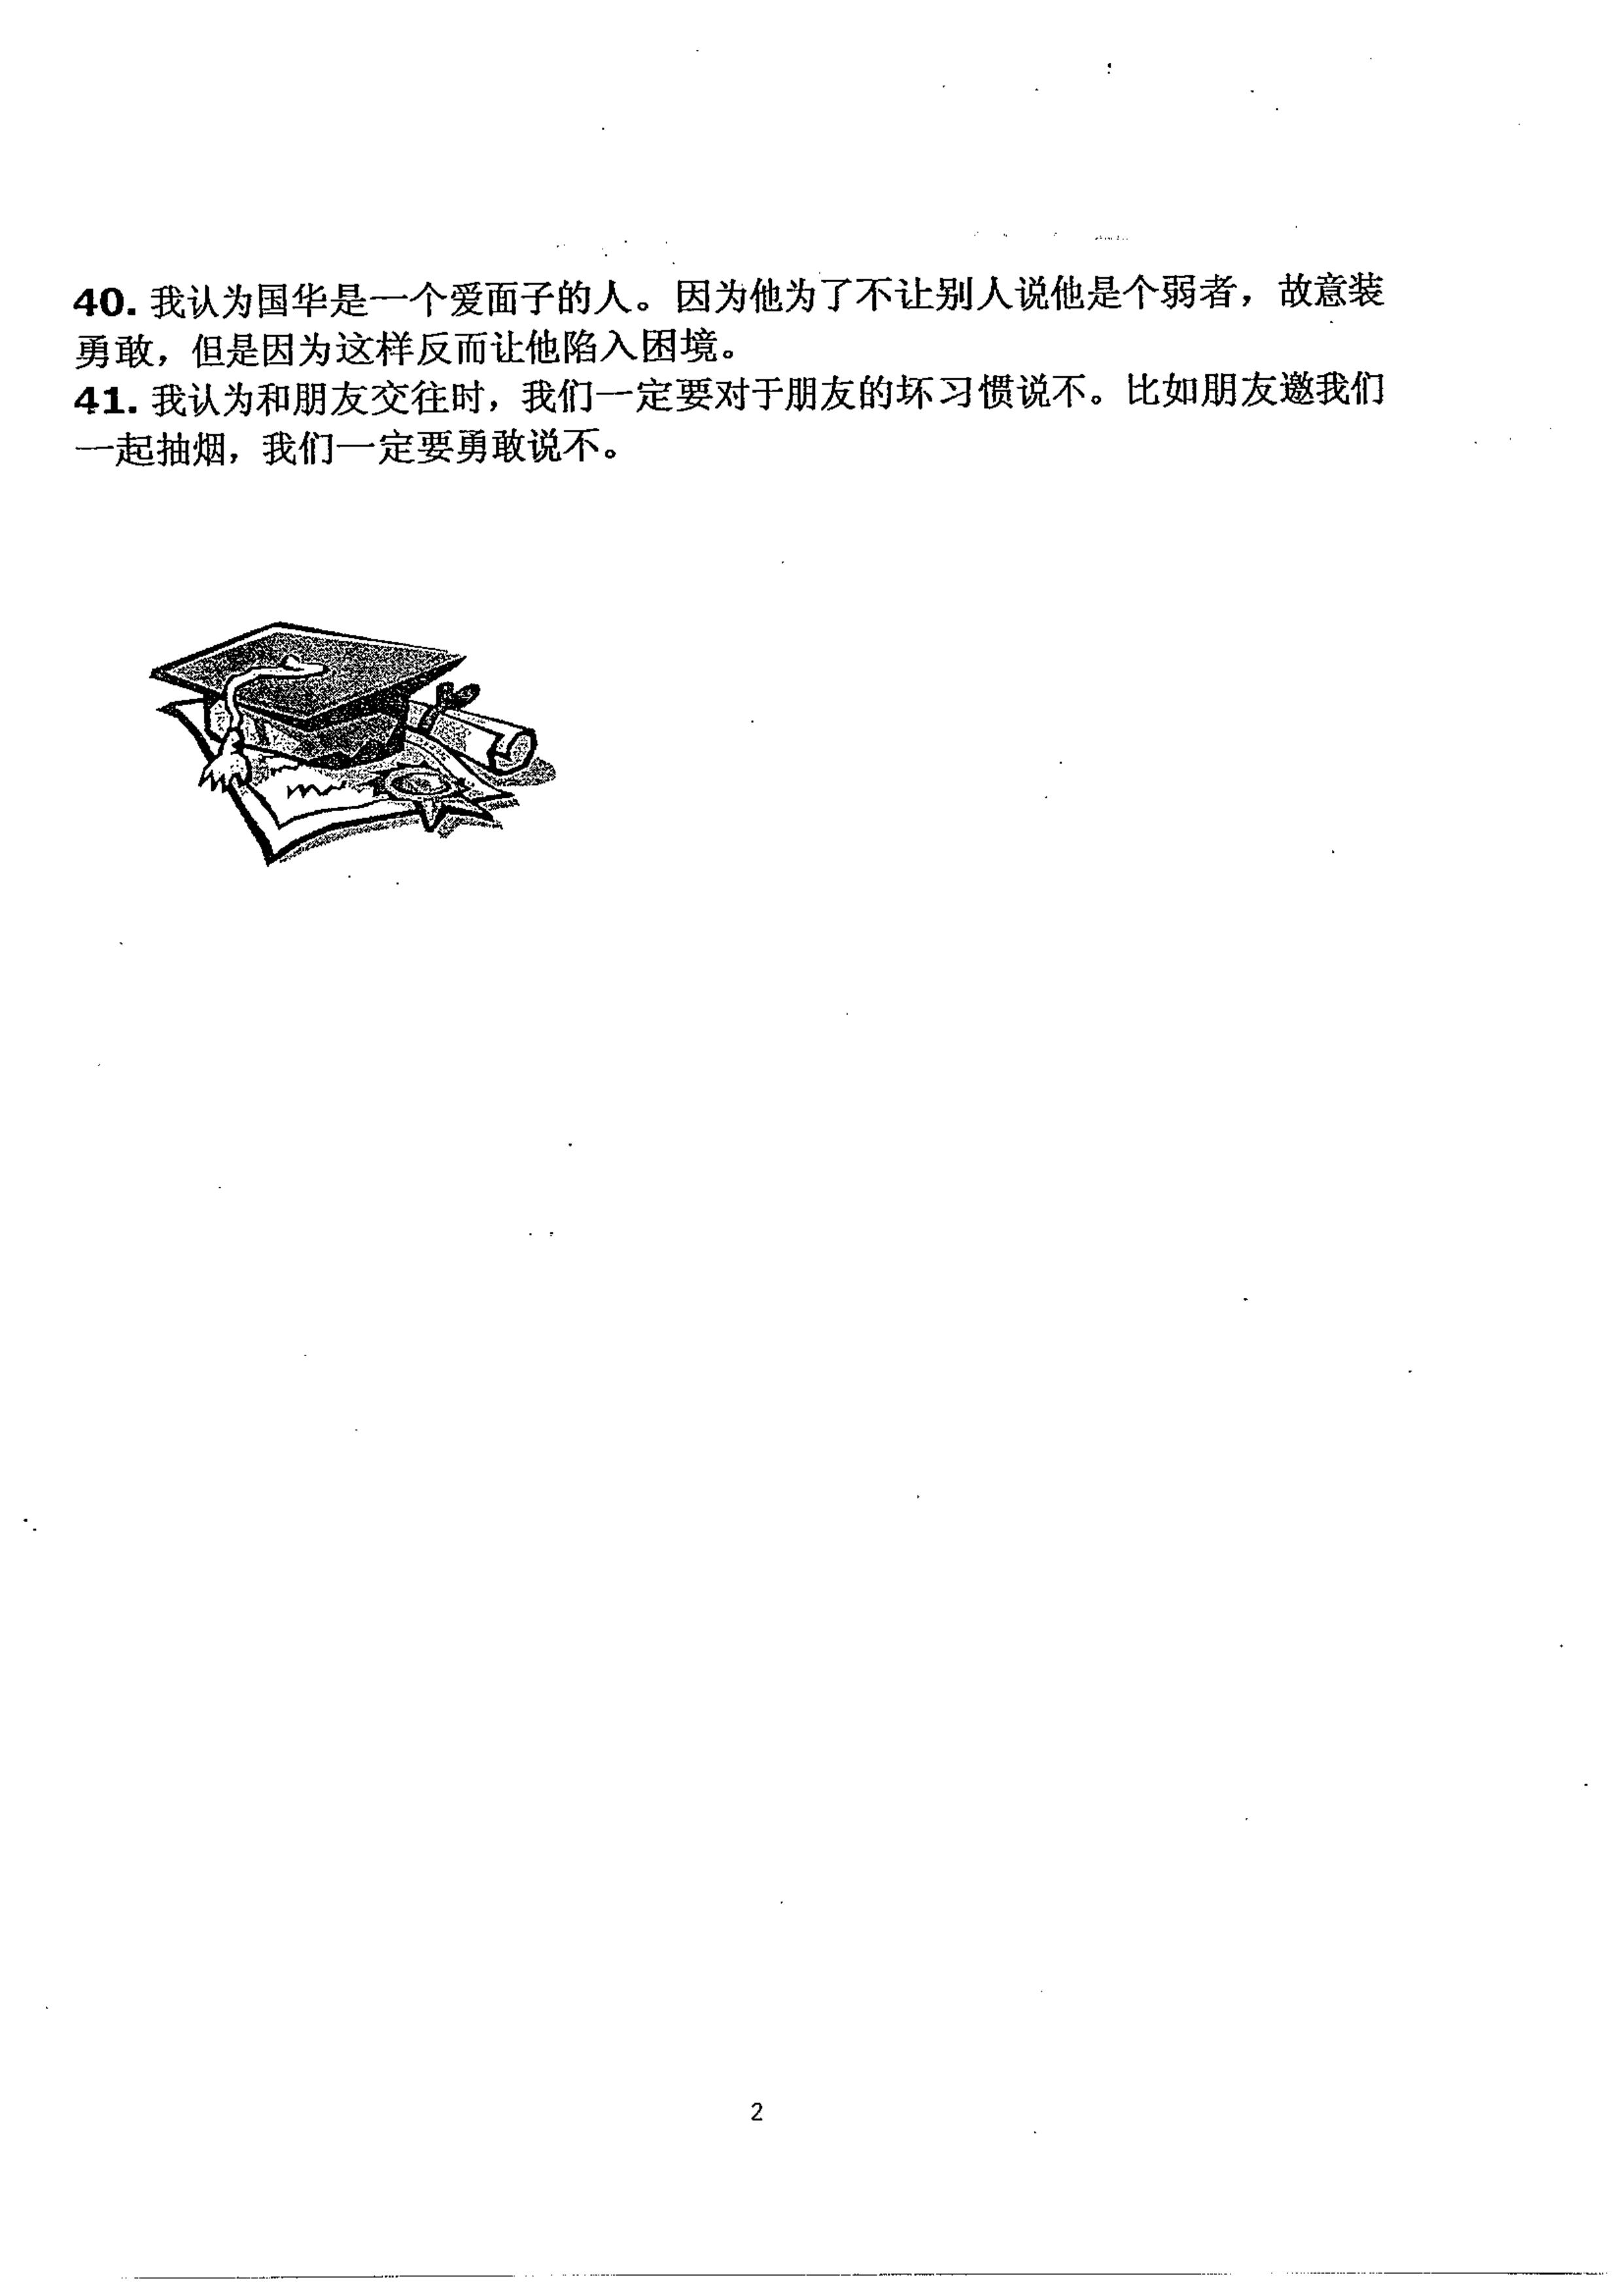 40. 我认为国华是一个爱面子的人。因为他为了不让别人说他是个弱者，故意装
勇敢，但是因为这样反而让他陷入困境。
41. 我认为和朋友交往时，我们一定要对于朋友的坏习惯说不。比如朋友邀我们
一起抽烟，我们一定要勇敢说不。
2